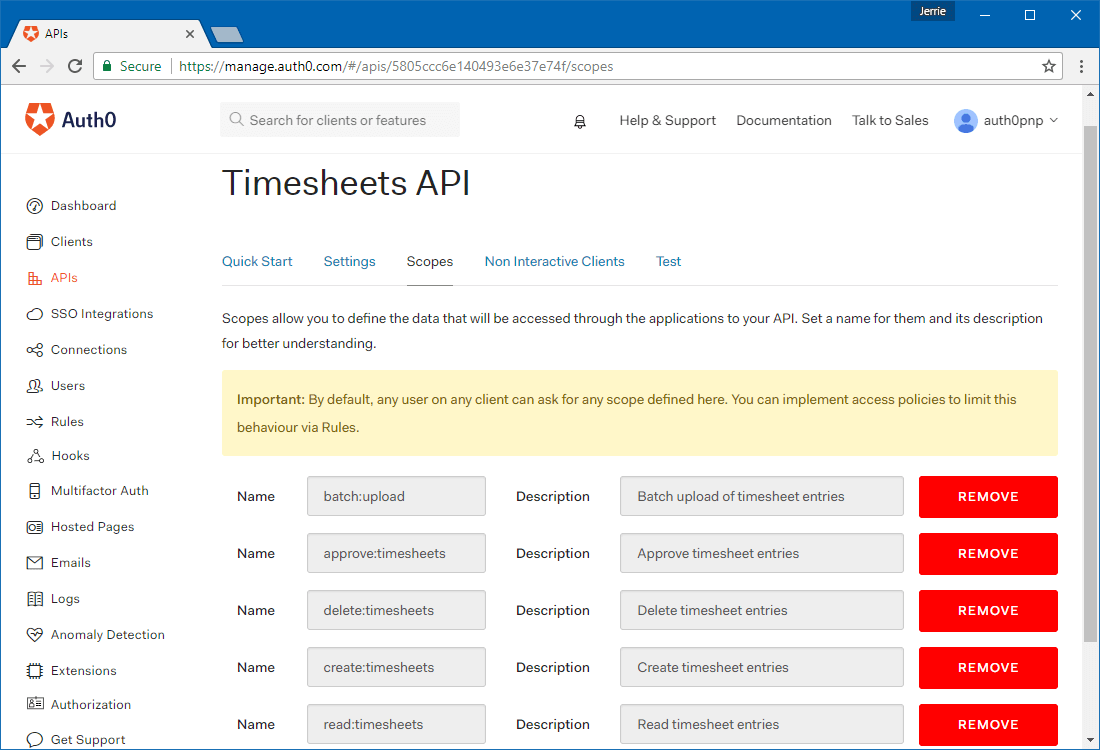 Jerrie
APIs
Secure https://manage.auth0.com/#/apis/5805ccc6e140493e6e37e74f/scopes
Auth0
Search for clients or features
Help & Support
Documentation
Talk to Sales
auth0pnp
Dashboard
Clients
APIs
SSO Integrations
Connections
Users
Rules
Hooks
Multifactor Auth
Hosted Pages
Emails
Logs
Anomaly Detection
Extensions
Authorization
Get Support
Timesheets API
Quick Start Settings Scopes Non Interactive Clients Test
Scopes allow you to define the data that will be accessed through the applications to your API. Set a name for them and its description
for better understanding.
Important: By default, any user on any client can ask for any scope defined here. You can implement access policies to limit this
behaviour via Rules.
Name batch:upload Description Batch upload of timesheet entries REMOVE
Name approve:timesheets Description Approve timesheet entries REMOVE
Name delete:timesheets Description Delete timesheet entries REMOVE
Name create:timesheets Description Create timesheet entries REMOVE
Name read:timesheets Description Read timesheet entries REMOVE